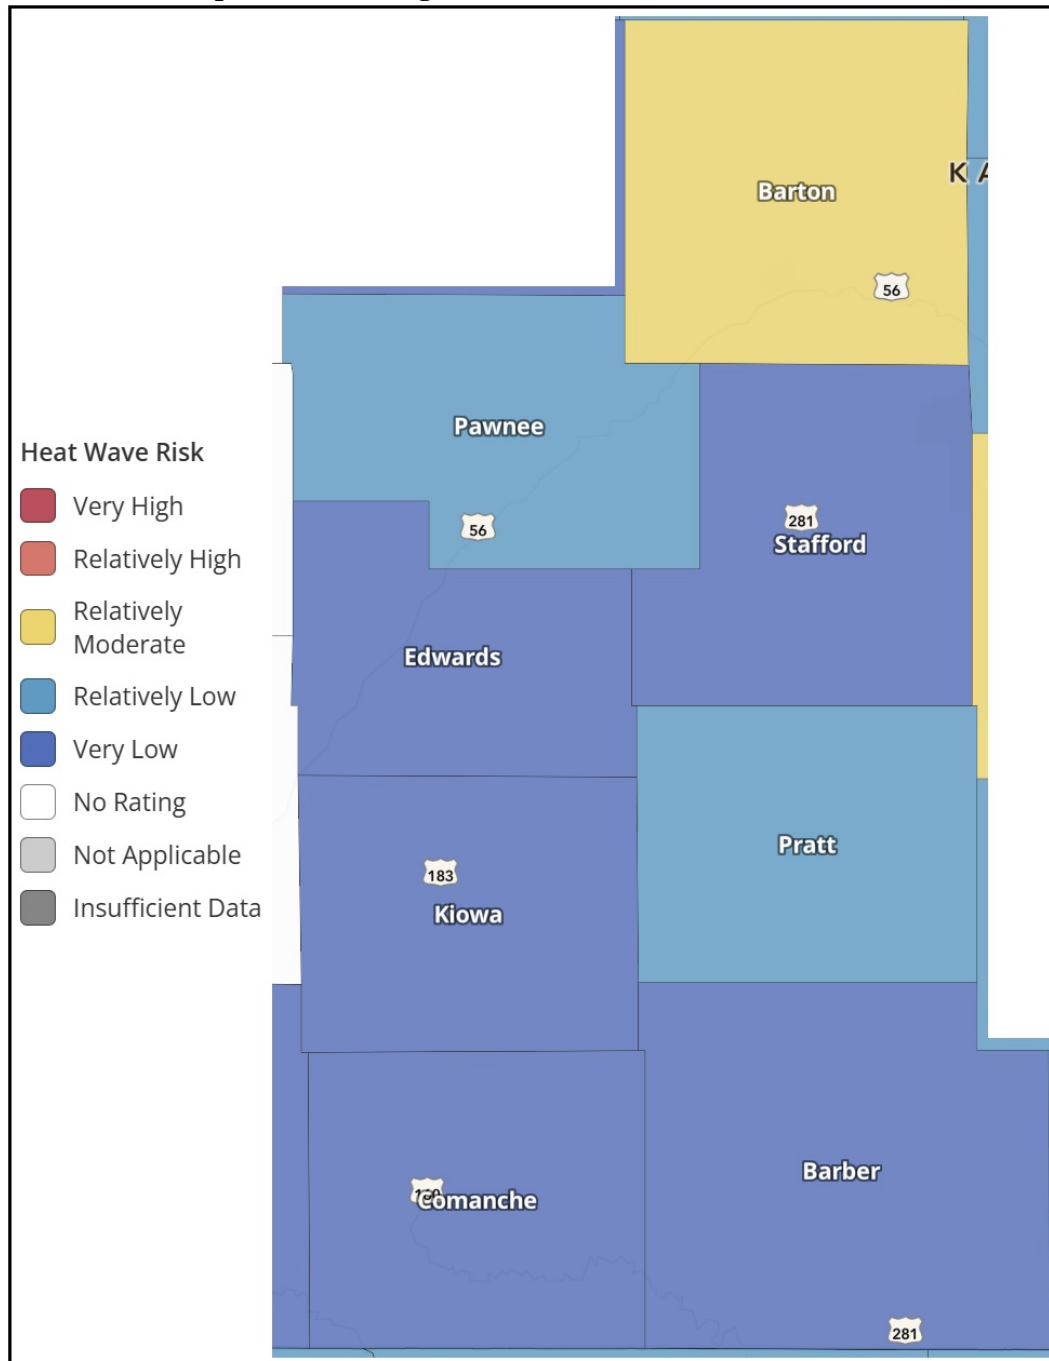 K A
Barton
56
Pawnee
Heat Wave Risk
Very High
56
281
Stafford
Relatively High
Relatively
Moderate
Edwards
Relatively Low
Very Low
No Rating
Pratt
Not Applicable
183
Kiowa
Insufficient Data
Barber
Comanche
281